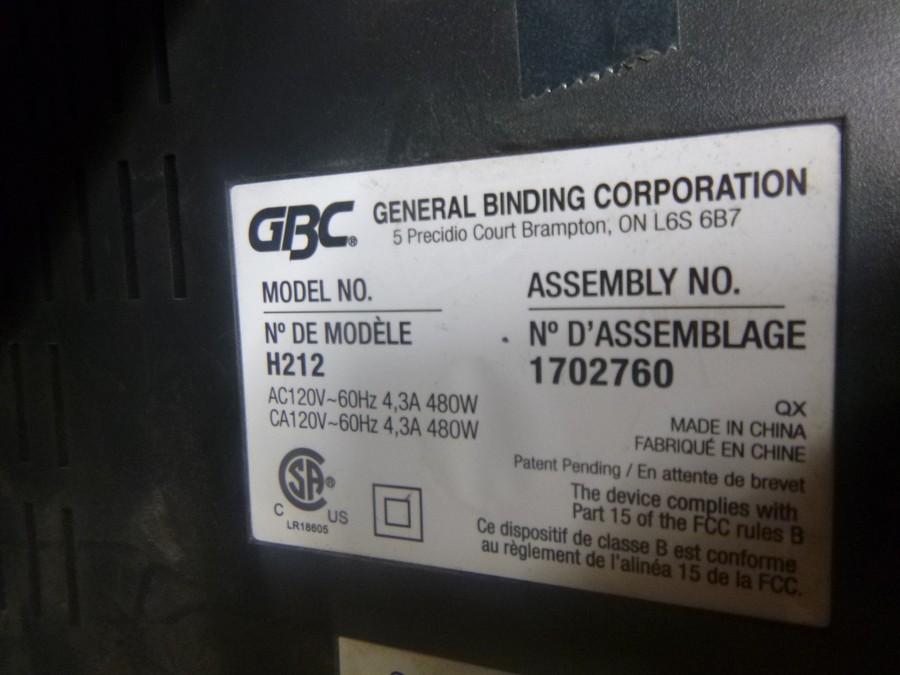 GBC® GENERAL BINDING CORPORATION
5 Precidio Court Brampton, ON L6S 6B7
MODEL NO.
Nº DE MODÈLE
H212
AC120V~60Hz 4,3A 480W
CA120V~60Hz 4,3A 480W
ASSEMBLY NO.
Nº D'ASSEMBLAGE
1702760
QX
MADE IN CHINA
FABRIQUÉ EN CHINE
Patent Pending / En attente de brevet
The device complies with
Part 15 of the FCC rules B
Ce dispositif de classe B est conforme
au règlement de l'alinéa 15 de la FCC.
SA®
C US
LR18605